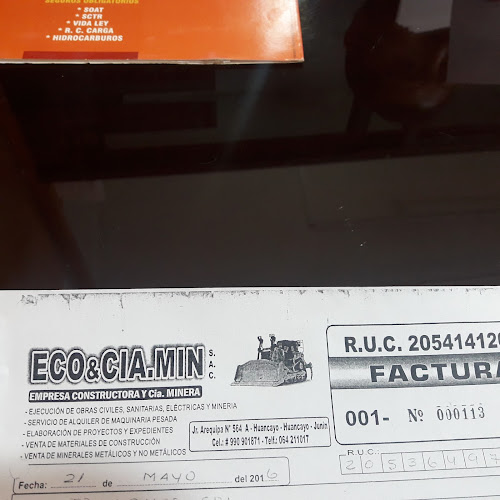 SEGUROS OBLIGATORIOS
* SOAT
* SCTR
* VIDA LEY
* R. C. CARGA
* HIDROCARBUROS
ECO&CIA.MIN S.A.C.
EMPRESA CONSTRUCTORA Y Cía. MINERA
- EJECUCIÓN DE OBRAS CIVILES, SANITARIAS, ELÉCTRICAS Y MINERIA
- SERVICIO DE ALQUILER DE MAQUINARIA PESADA
- ELABORACIÓN DE PROYECTOS Y EXPEDIENTES
- VENTA DE MATERIALES DE CONSTRUCCIÓN
- VENTA DE MINERALES METÁLICOS Y NO METÁLICOS
Jr. Arequipa N° 564 A - Huancayo - Huancayo - Junín
Cel.: # 990 901871 - Telf.: 064 211017
R.U.C. 205414120
FACTURA
001- Nº 000113
R.U.C.
Fecha: 21 MAYO del 2016
2053649